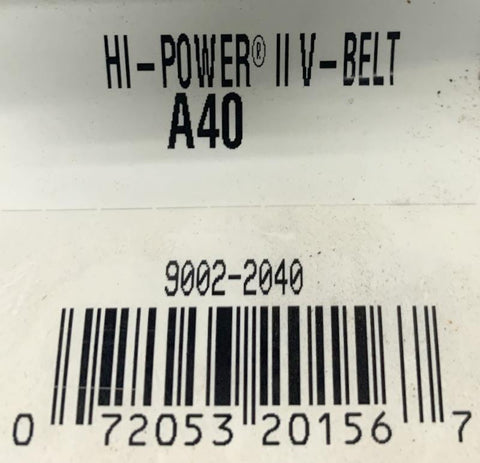 HI-POWER® II V-BELT
A40
9002-2040
0 72053 20156 7